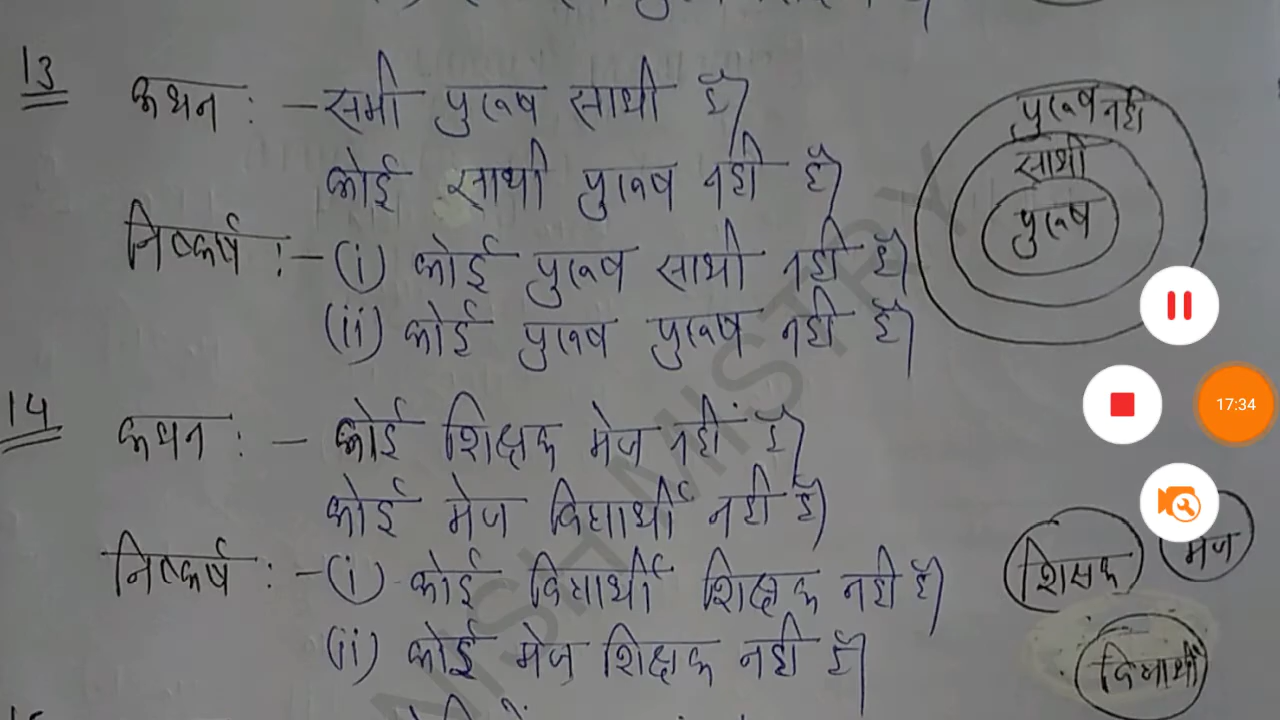 13 कथन :- सभी पुरूष साथी है।
कोई साथी पुरूष नही है।
निष्कर्ष :- (i) कोई पुरूष साथी नही है।
(ii) कोई पुरूष पुरूष नही है।
पुरूष नही
साथी
पुरूष
14 कथन :- कोई शिक्षक मेज नहीं है।
कोई मेज विद्यार्थी नही है।
निष्कर्ष :- (i) कोई विद्यार्थी शिक्षक नही है।
(ii) कोई मेज शिक्षक नही है।
शिक्षक
मेज
विद्यार्थी
17:34
MISTRY